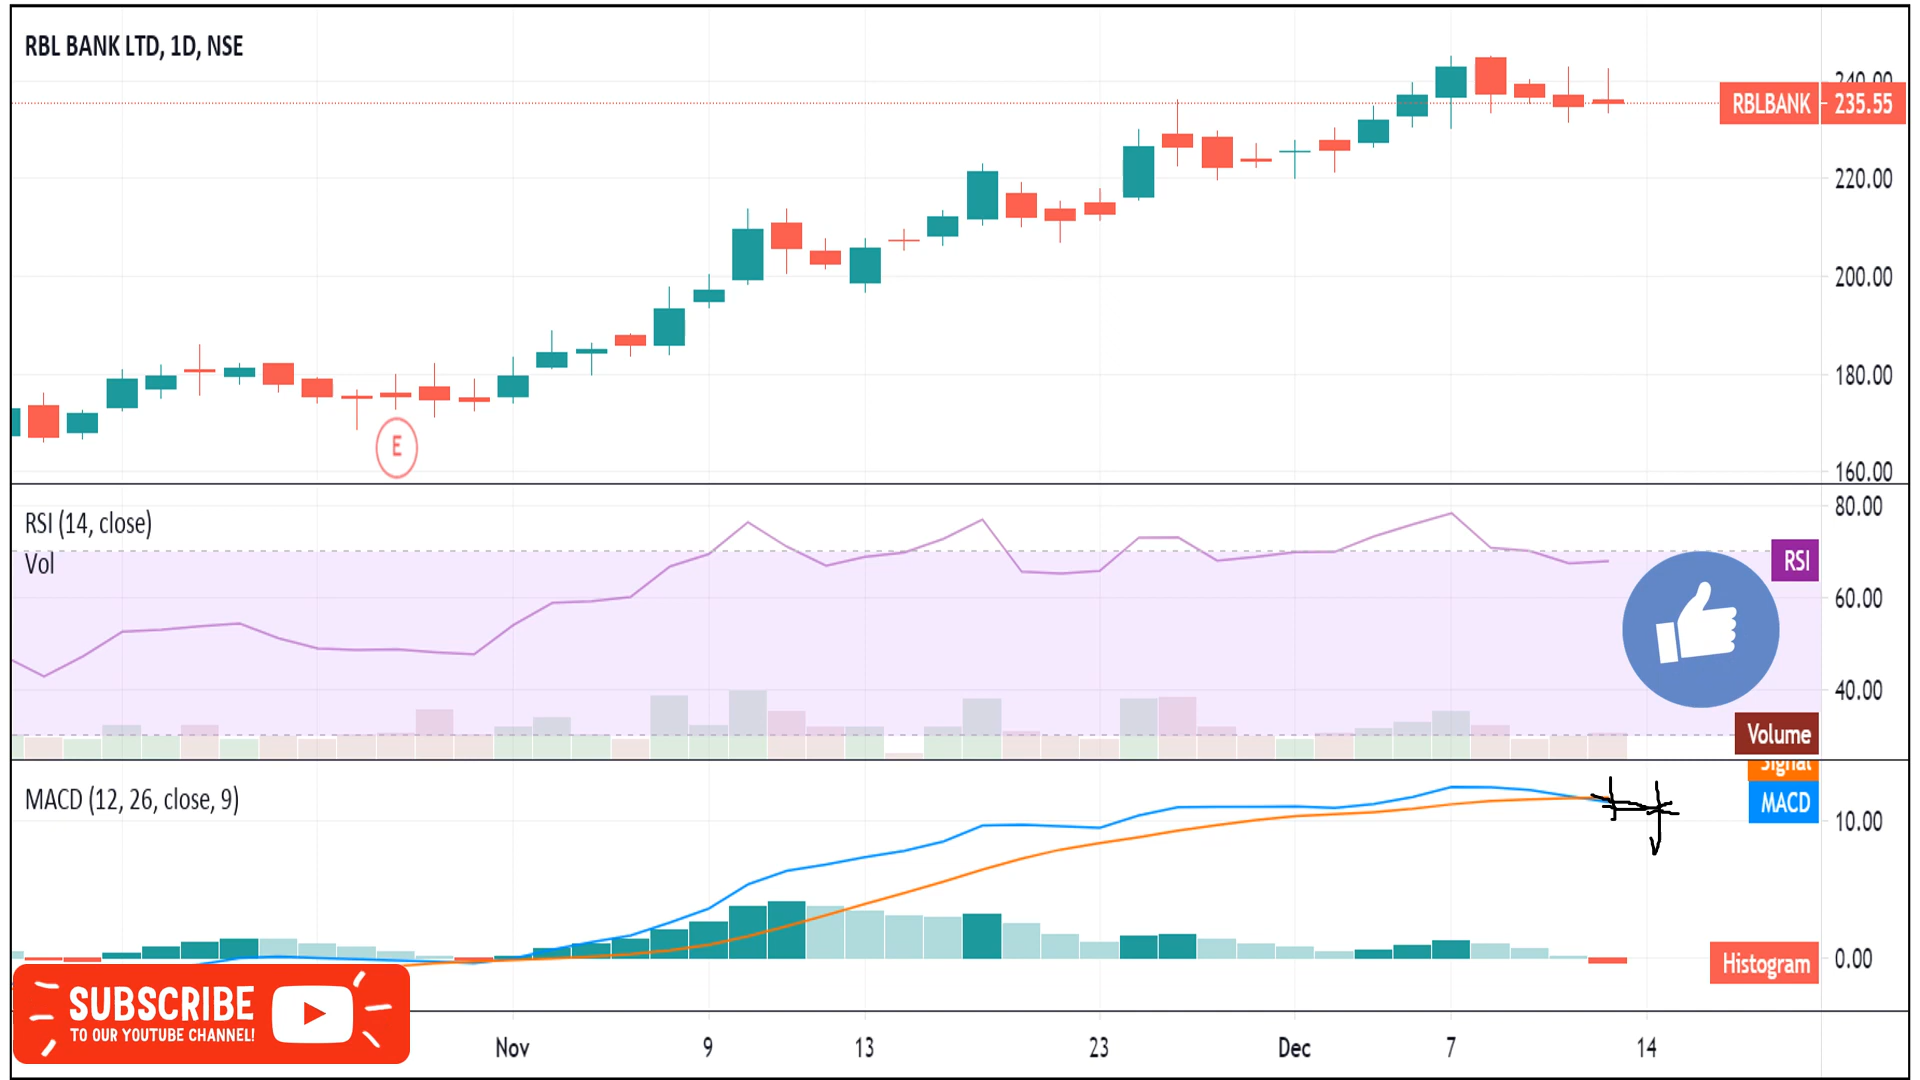 RBL BANK LTD, 1D, NSE
240.00
RBLBANK 235.55
220.00
200.00
180.00
E
160.00
80.00
RSI (14, close)
RSI
Vol
60.00
40.00
Volume
Signal
MACD (12, 26, close, 9)
MACD
10.00
0.00
Histogram
SUBSCRIBE
TO OUR YOUTUBE CHANNEL!
Nov 9 13 23 Dec 7 14